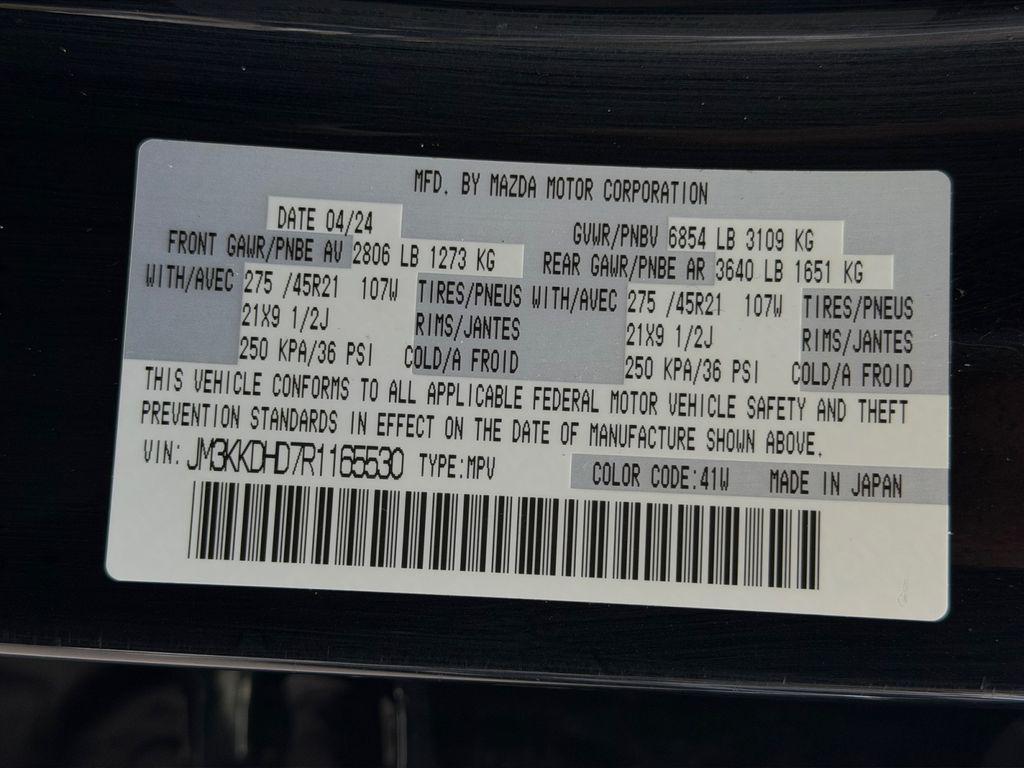 MFD. BY MAZDA MOTOR CORPORATION
DATE 04/24 GVWR/PNBV 6854 LB 3109 KG
FRONT GAWR/PNBE AV 2806 LB 1273 KG REAR GAWR/PNBE AR 3640 LB 1651 KG
WITH/AVEC 275 /45R21 107W TIRES/PNEUS WITH/AVEC 275 /45R21 107W TIRES/PNEUS
21X9 1/2J RIMS/JANTES 21X9 1/2J RIMS/JANTES
250 KPA/36 PSI COLD/A FROID 250 KPA/36 PSI COLD/A FROID
THIS VEHICLE CONFORMS TO ALL APPLICABLE FEDERAL MOTOR VEHICLE SAFETY AND THEFT
PREVENTION STANDARDS IN EFFECT ON THE DATE OF MANUFACTURE SHOWN ABOVE.
VIN: JM3KKDHD7R1165530 TYPE:MPV COLOR CODE:41W MADE IN JAPAN